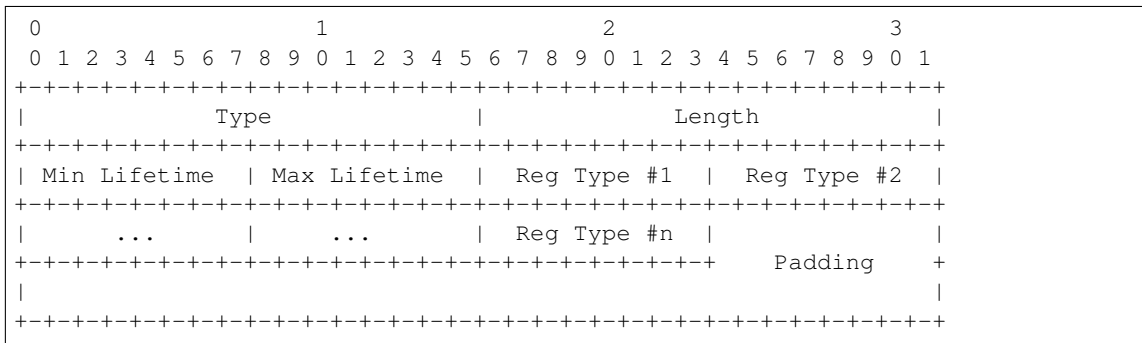 0                   1                   2                   3
 0 1 2 3 4 5 6 7 8 9 0 1 2 3 4 5 6 7 8 9 0 1 2 3 4 5 6 7 8 9 0 1
+-+-+-+-+-+-+-+-+-+-+-+-+-+-+-+-+-+-+-+-+-+-+-+-+-+-+-+-+-+-+-+-+
|             Type              |             Length            |
+-+-+-+-+-+-+-+-+-+-+-+-+-+-+-+-+-+-+-+-+-+-+-+-+-+-+-+-+-+-+-+-+
| Min Lifetime  | Max Lifetime  |  Reg Type #1  |  Reg Type #2  |
+-+-+-+-+-+-+-+-+-+-+-+-+-+-+-+-+-+-+-+-+-+-+-+-+-+-+-+-+-+-+-+-+
|      ...      |     ...       |  Reg Type #n  |               |
+-+-+-+-+-+-+-+-+-+-+-+-+-+-+-+-+-+-+-+-+-+-+-+-+    Padding    +
|                                                               |
+-+-+-+-+-+-+-+-+-+-+-+-+-+-+-+-+-+-+-+-+-+-+-+-+-+-+-+-+-+-+-+-+